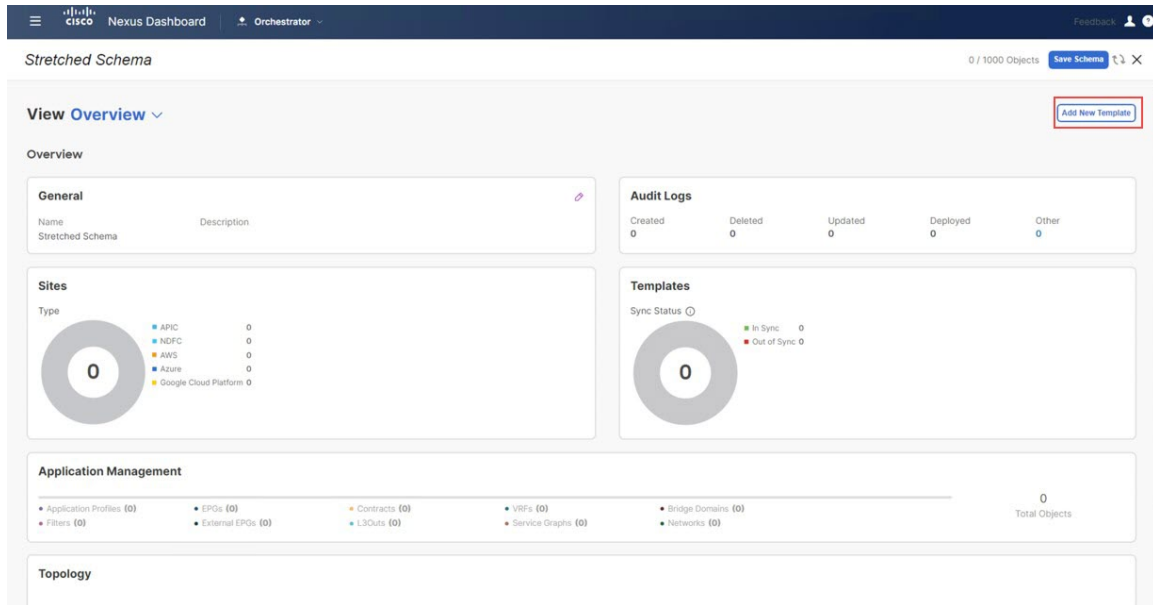 cisco Nexus Dashboard Orchestrator Feedback
Stretched Schema 0 / 1000 Objects Save Schema
View Overview Add New Template
Overview
General
Name Description
Stretched Schema
Audit Logs
Created Deleted Updated Deployed Other
0 0 0 0 0
Sites
Type
0
APIC 0
NDFC 0
AWS 0
Azure 0
Google Cloud Platform 0
Templates
Sync Status
0
In Sync 0
Out of Sync 0
Application Management
Application Profiles (0) EPGs (0) Contracts (0) VRFs (0) Bridge Domains (0)
Filters (0) External EPGs (0) L3Outs (0) Service Graphs (0) Networks (0)
0
Total Objects
Topology